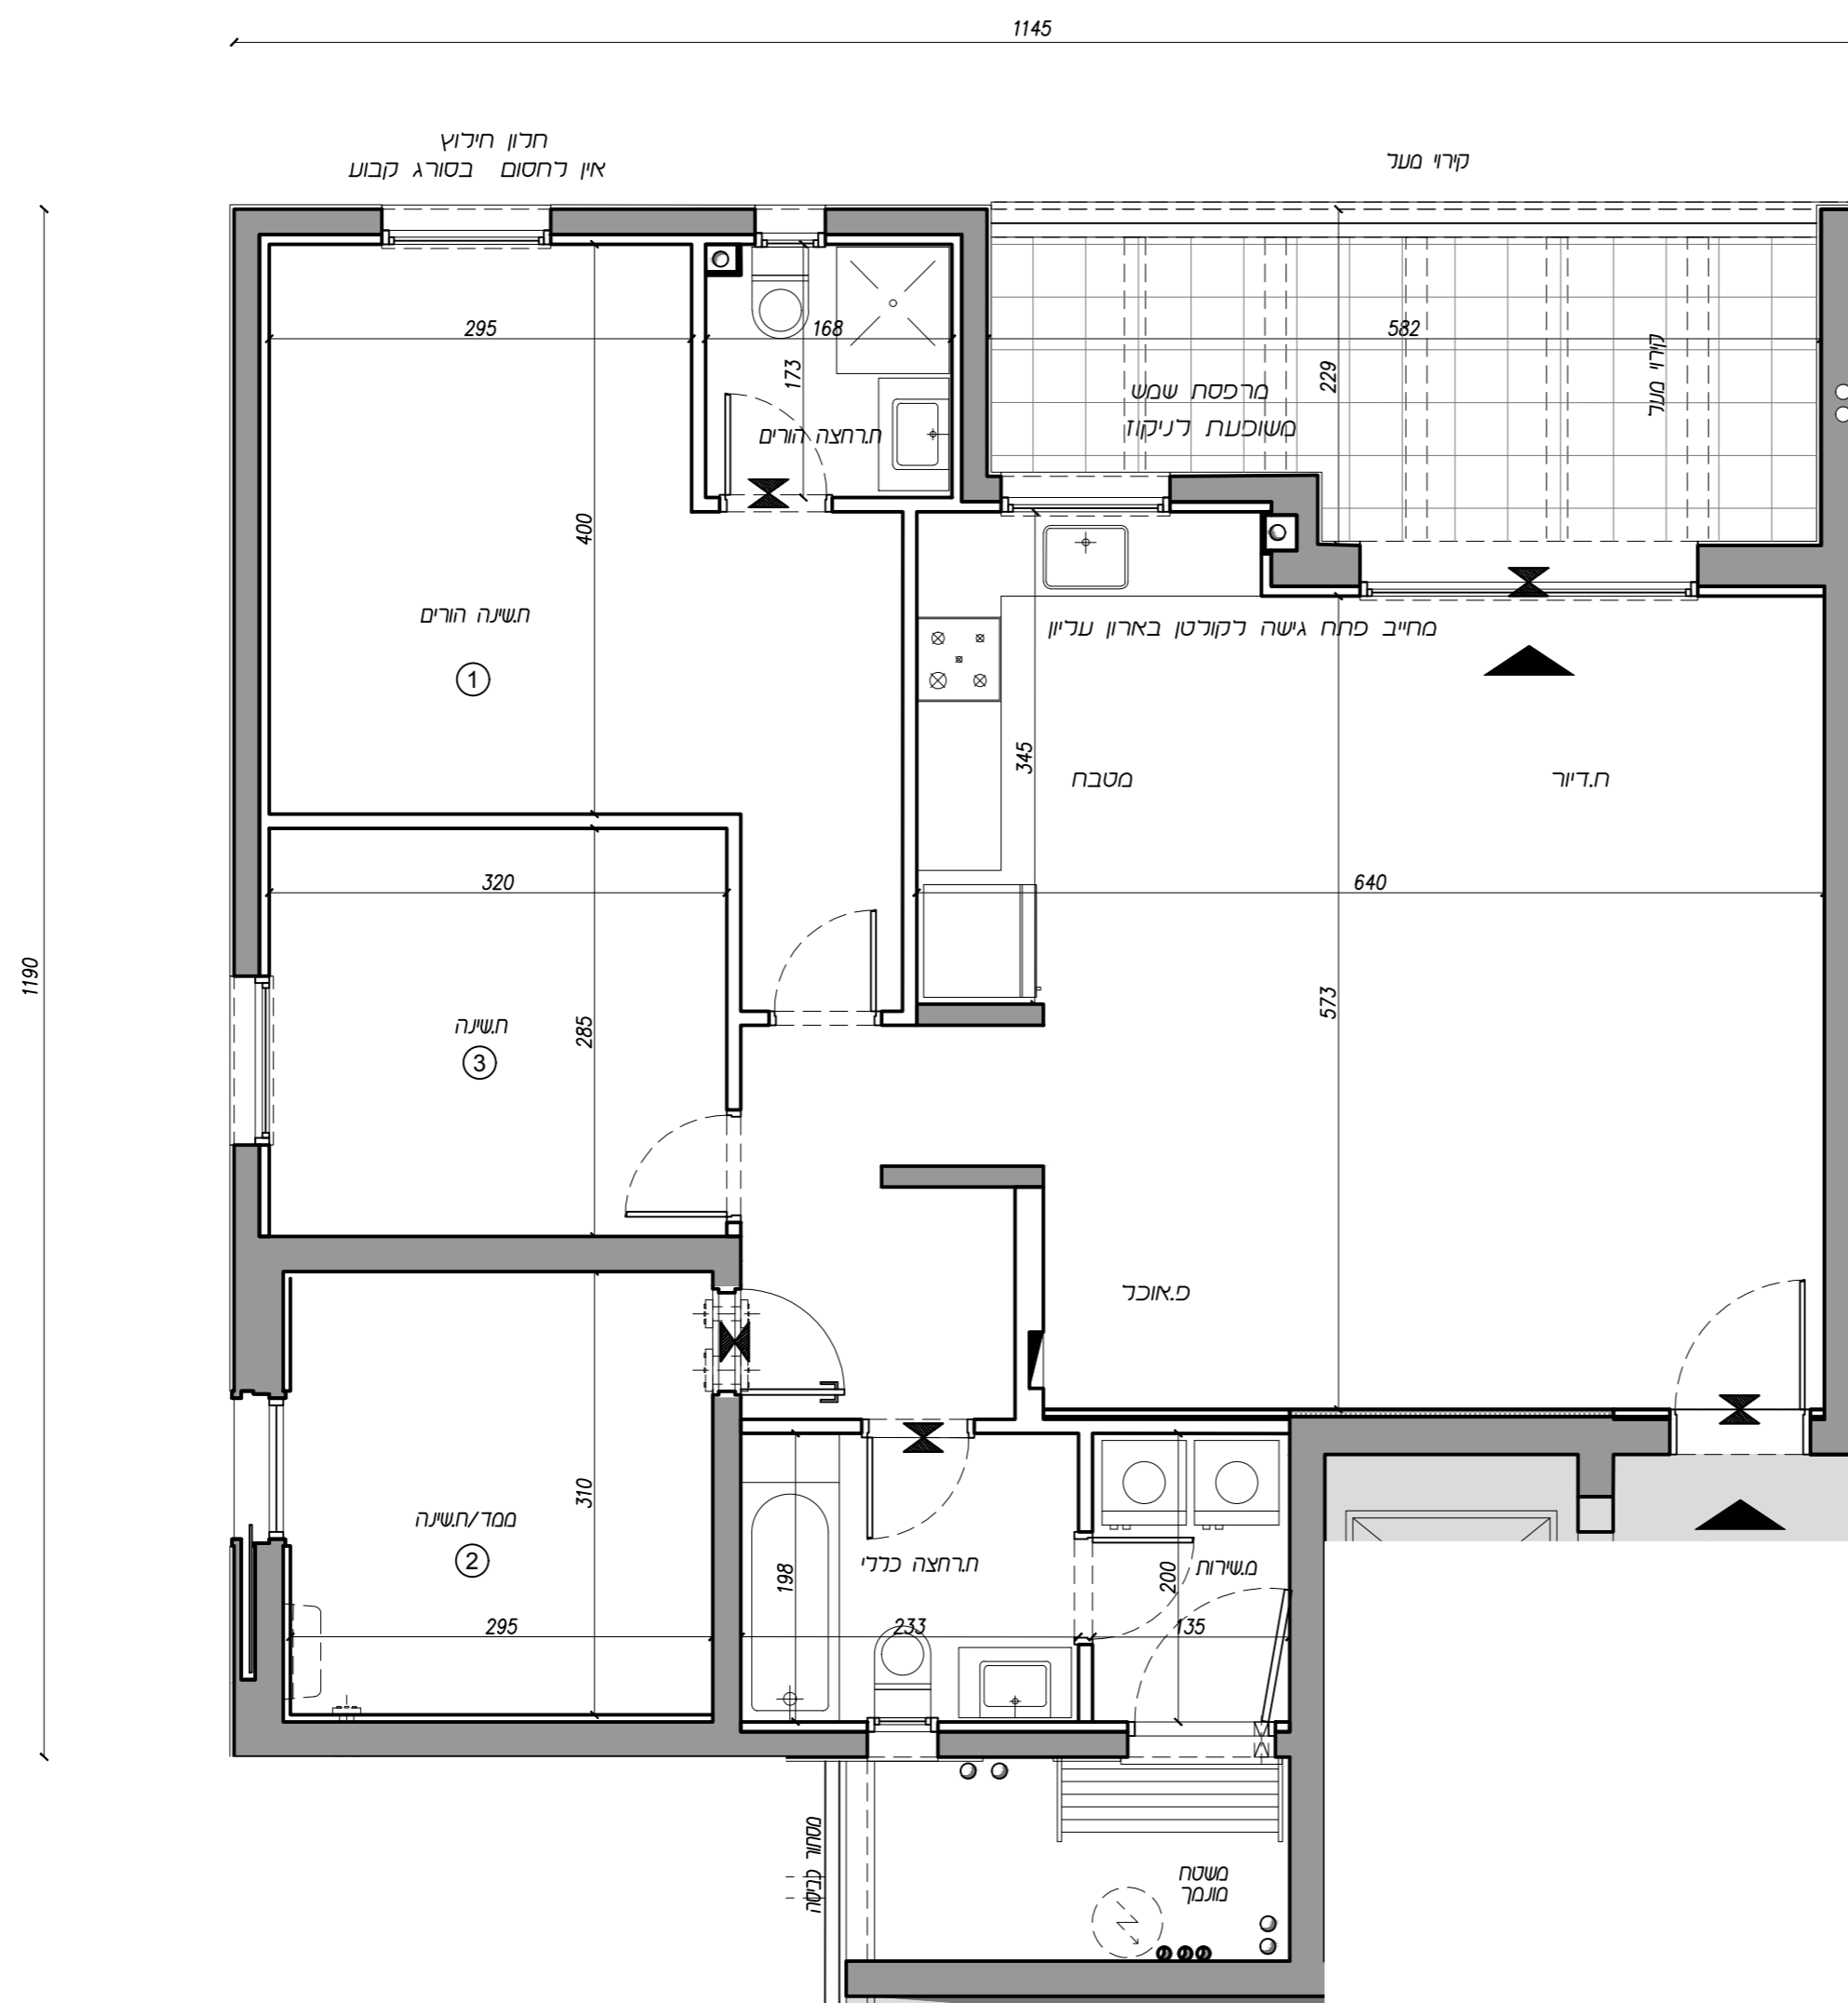 1145
חלון חילוץ
אין לחסום בסורג קבוע
קירוי מעל
295
168
582
173
229
קירוי מעל
מרפסת שמש
משופעת לניקוז
ח.רחצה הורים
400
ח.שינה הורים
1
מחייב פתח גישה לקולטן בארון עליון
345
מטבח
ח.דיור
320
640
1190
573
ח.שינה
3
285
פ.אוכל
310
ממד/ח.שינה
2
295
198
ח.רחצה כללי
233
200
מ.שירות
135
מסתור כביסה
משטח
מונמך